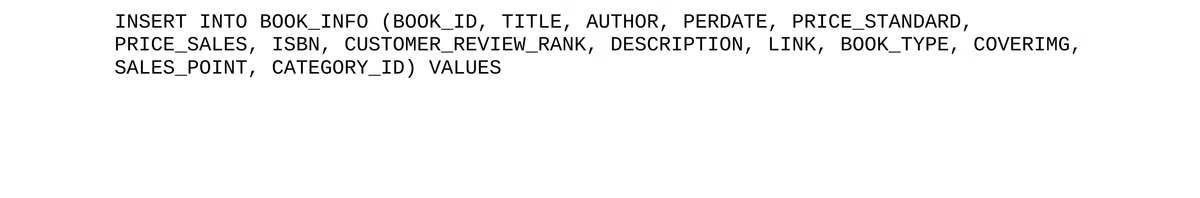 INSERT INTO BOOK_INFO (BOOK_ID, TITLE, AUTHOR, PERDATE, PRICE_STANDARD,
PRICE_SALES, ISBN, CUSTOMER_REVIEW_RANK, DESCRIPTION, LINK, BOOK_TYPE, COVERIMG,
SALES_POINT, CATEGORY_ID) VALUES